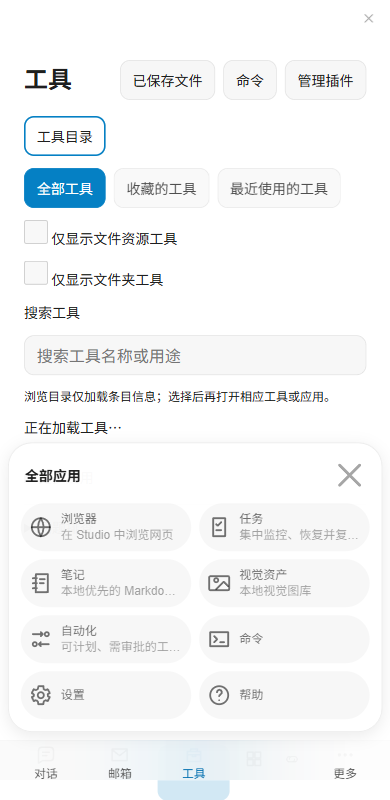 工具
已保存文件
命令
管理插件
工具目录
全部工具
收藏的工具
最近使用的工具
仅显示文件资源工具
仅显示文件夹工具
搜索工具
搜索工具名称或用途
浏览目录仅加载条目信息；选择后再打开相应工具或应用。
正在加载工具…
全部应用
浏览器
在 Studio 中浏览网页
任务
集中监控、恢复并复…
笔记
本地优先的 Markdo…
视觉资产
本地视觉图库
自动化
可计划、需审批的工…
命令
设置
帮助
对话
邮箱
工具
更多